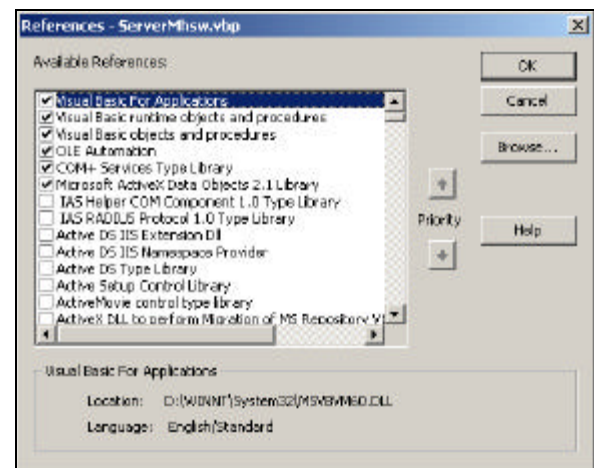 References - ServerMhsw.vbp
Available References:
OK
Cancel
Browse...
Help
Visual Basic For Applications
Visual Basic runtime objects and procedures
Visual Basic objects and procedures
OLE Automation
COM+ Services Type Library
Microsoft ActiveX Data Objects 2.1 Library
IAS Helper COM Component 1.0 Type Library
IAS RADIUS Protocol 1.0 Type Library
Active DS IIS Extension Dll
Active DS IIS Namespace Provider
Active DS Type Library
Active Setup Control Library
ActiveMovie control type library
ActiveX DLL to perform Migration of MS Repository V
Priority
Visual Basic For Applications
Location: D:\WINNT\System32\MSVBVM60.DLL
Language: English/Standard